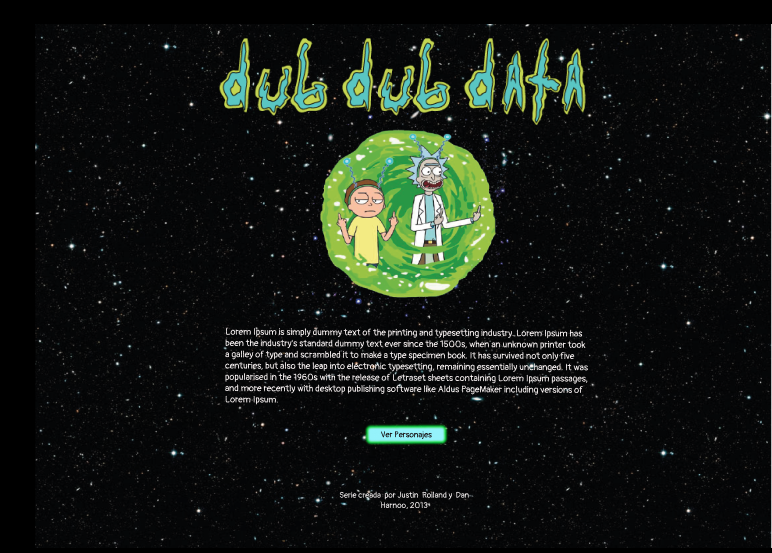 dub dub dAtA
Lorem Ipsum is simply dummy text of the printing and typesetting industry. Lorem Ipsum has
been the industry's standard dummy text ever since the 1500s, when an unknown printer took
a galley of type and scrambled it to make a type specimen book. It has survived not only five
centuries, but also the leap into electronic typesetting, remaining essentially unchanged. It was
popularised in the 1960s with the release of Letraset sheets containing Lorem Ipsum passages,
and more recently with desktop publishing software like Aldus PageMaker including versions of
Lorem Ipsum.
Ver Personajes
Serie creada por Justin Roiland y Dan
Harnoo, 2013